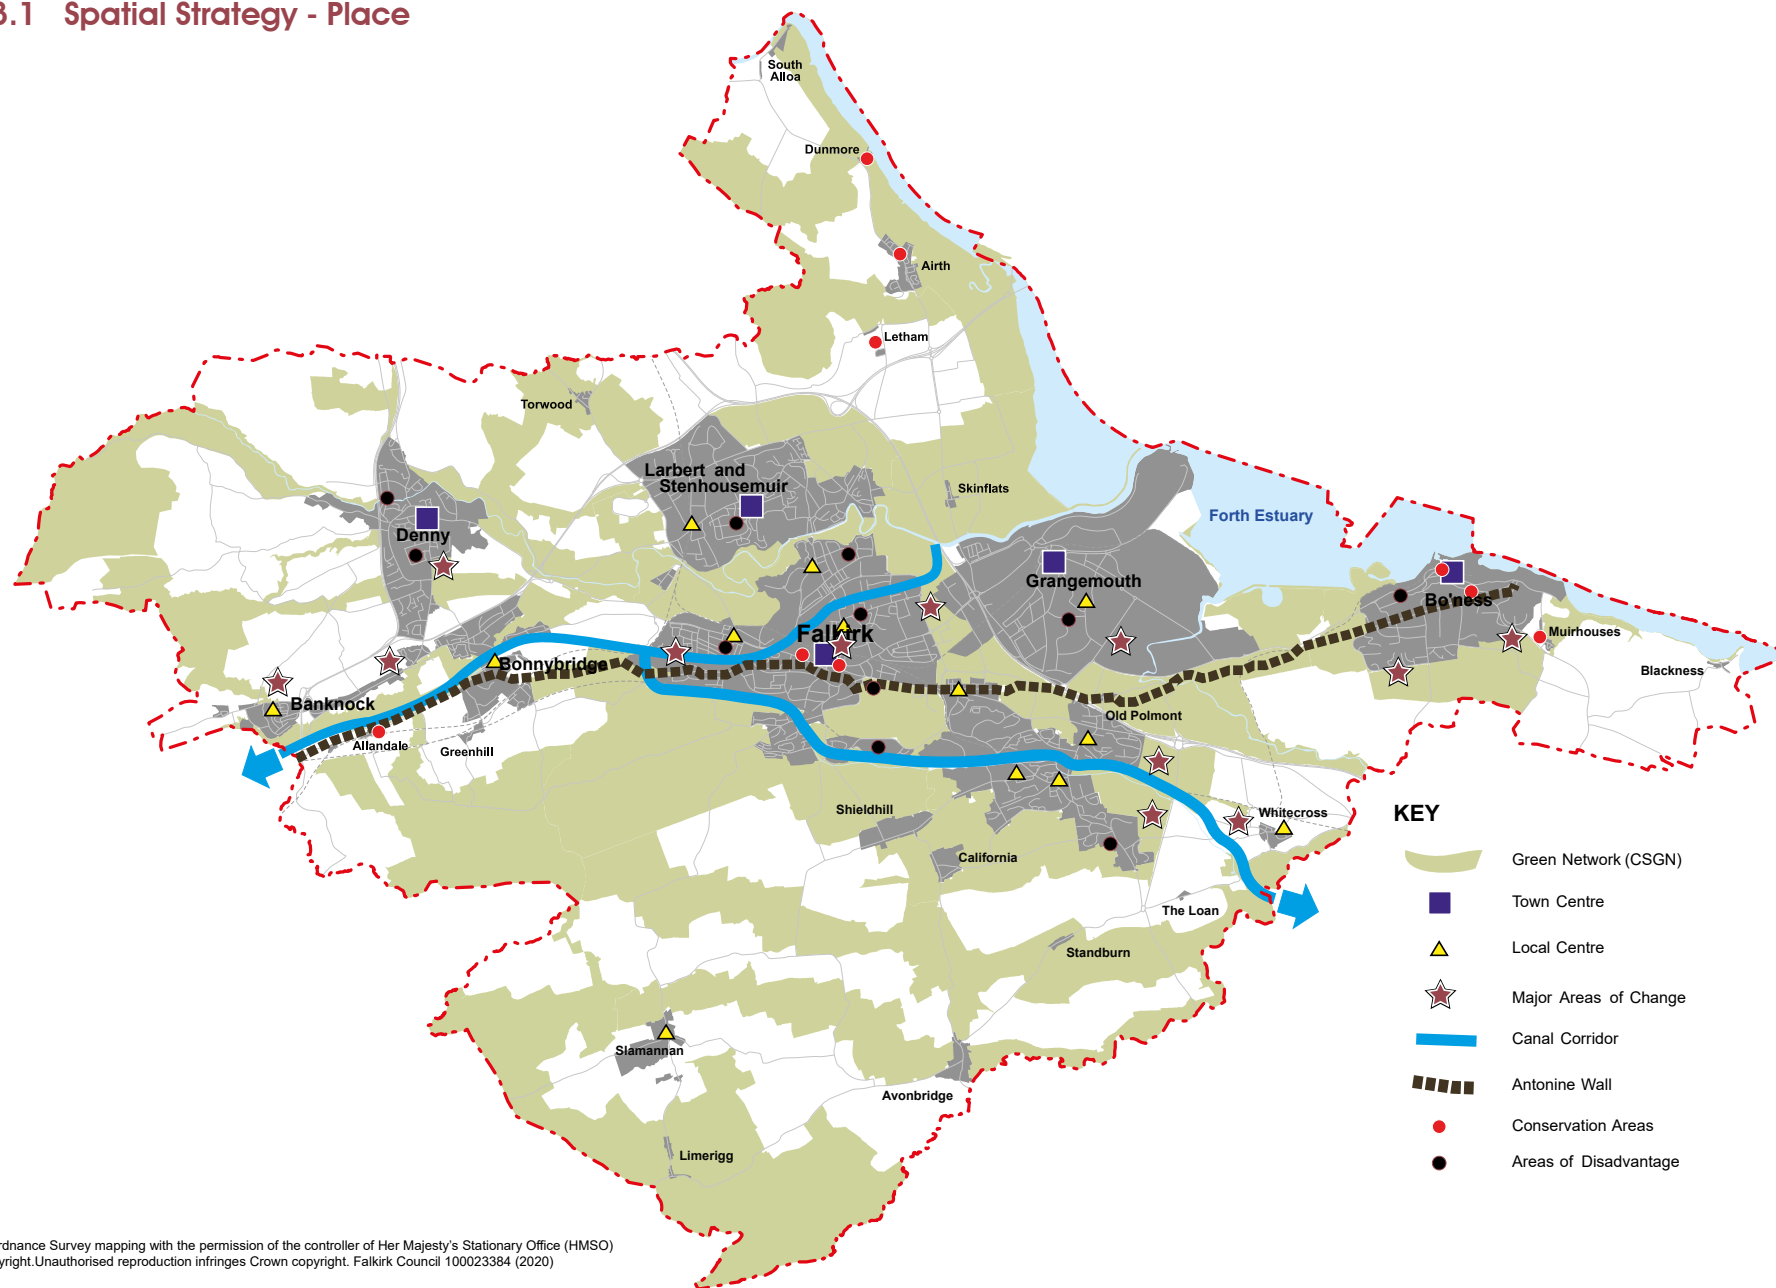 3.1 Spatial Strategy - Place
South
Alloa
Dunmore
Airth
Letham
Torwood
Larbert and
Stenhousemuir
Skinflats
Forth Estuary
Denny
Grangemouth
Bo'ness
Falkirk
Muirhouses
Bonnybridge
Blackness
Banknock
Old Polmont
Allandale
Greenhill
Shieldhill
Whitecross
California
The Loan
Standburn
Slamannan
Avonbridge
Limerigg
KEY
Green Network (CSGN)
Town Centre
Local Centre
Major Areas of Change
Canal Corridor
Antonine Wall
Conservation Areas
Areas of Disadvantage
rdnance Survey mapping with the permission of the controller of Her Majesty's Stationary Office (HMSO)
yright.Unauthorised reproduction infringes Crown copyright. Falkirk Council 100023384 (2020)